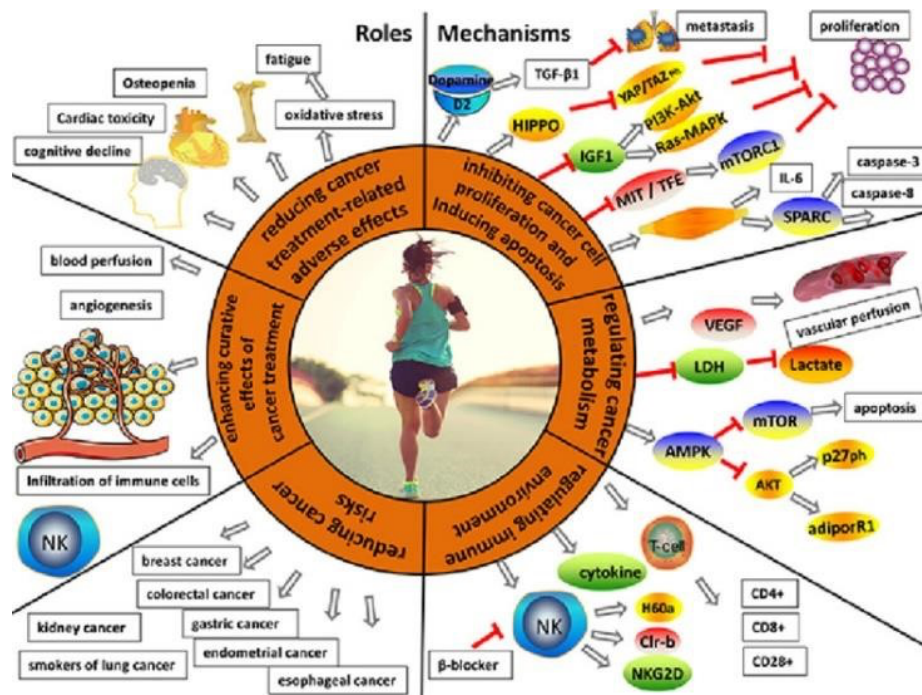 Roles
Mechanisms
fatigue
Osteopenia
Cardiac toxicity
oxidative stress
cognitive decline
reducing cancer
treatment-related
adverse effects
blood perfusion
angiogenesis
enhancing curative
effects of
cancer treatment
Infiltration of immune cells
NK
reducing cancer
risks
breast cancer
colorectal cancer
kidney cancer
gastric cancer
smokers of lung cancer
endometrial cancer
esophageal cancer
metastasis
proliferation
Dopamine
D2
TGF-β1
HIPPO
YAP/TAZ
PI3K-Akt
IGF1
Ras-MAPK
mTORC1
MIT / TFE
IL-6
caspase-3
caspase-8
SPARC
inhibiting cancer cell
proliferation and
Inducing apoptosis
regulating cancer
metabolism
VEGF
vascular perfusion
LDH
Lactate
mTOR
apoptosis
AMPK
AKT
p27ph
adiporR1
regulating immune
environment
T-cell
cytokine
NK
H60a
Clr-b
NKG2D
β-blocker
CD4+
CD8+
CD28+